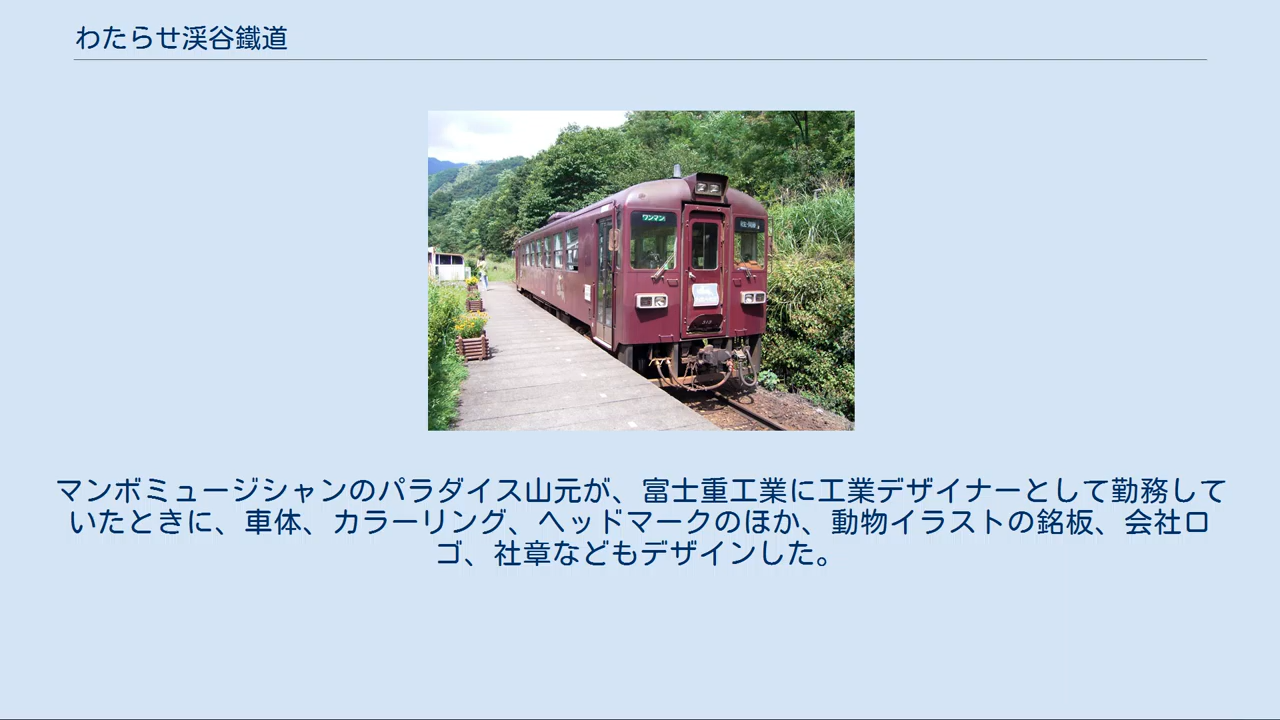 わたらせ渓谷鐵道
ワンマン
マンボミュージシャンのパラダイス山元が、富士重工業に工業デザイナーとして勤務して
いたときに、車体、カラーリング、ヘッドマークのほか、動物イラストの銘板、会社ロ
ゴ、社章などもデザインした。